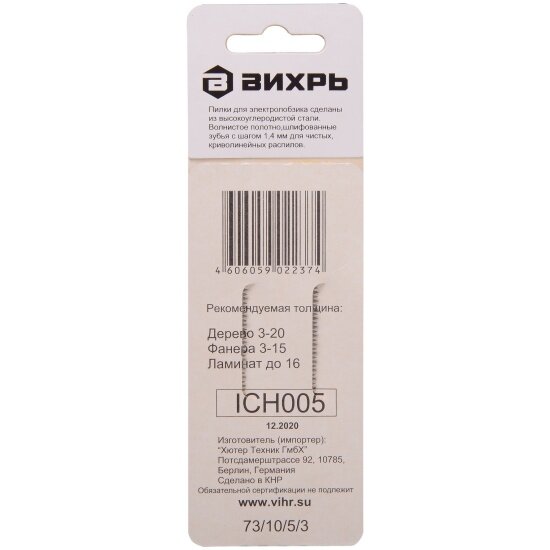 ВИХРЬ
Пилки для электролобзика сделаны
из высокоуглеродистой стали.
Волнистое полотно,шлифованные
зубья с шагом 1,4 мм для чистых,
криволинейных распилов.
4 606059 022374
Рекомендуемая толщина:
Дерево 3-20
Фанера 3-15
Ламинат до 16
ICH005
12.2020
Изготовитель (импортер):
"Хютер Техник ГмбХ"
Потсдамерштрассе 92, 10785,
Берлин, Германия
Сделано в КНР
Обязательной сертификации не подлежит
www.vihr.su
73/10/5/3